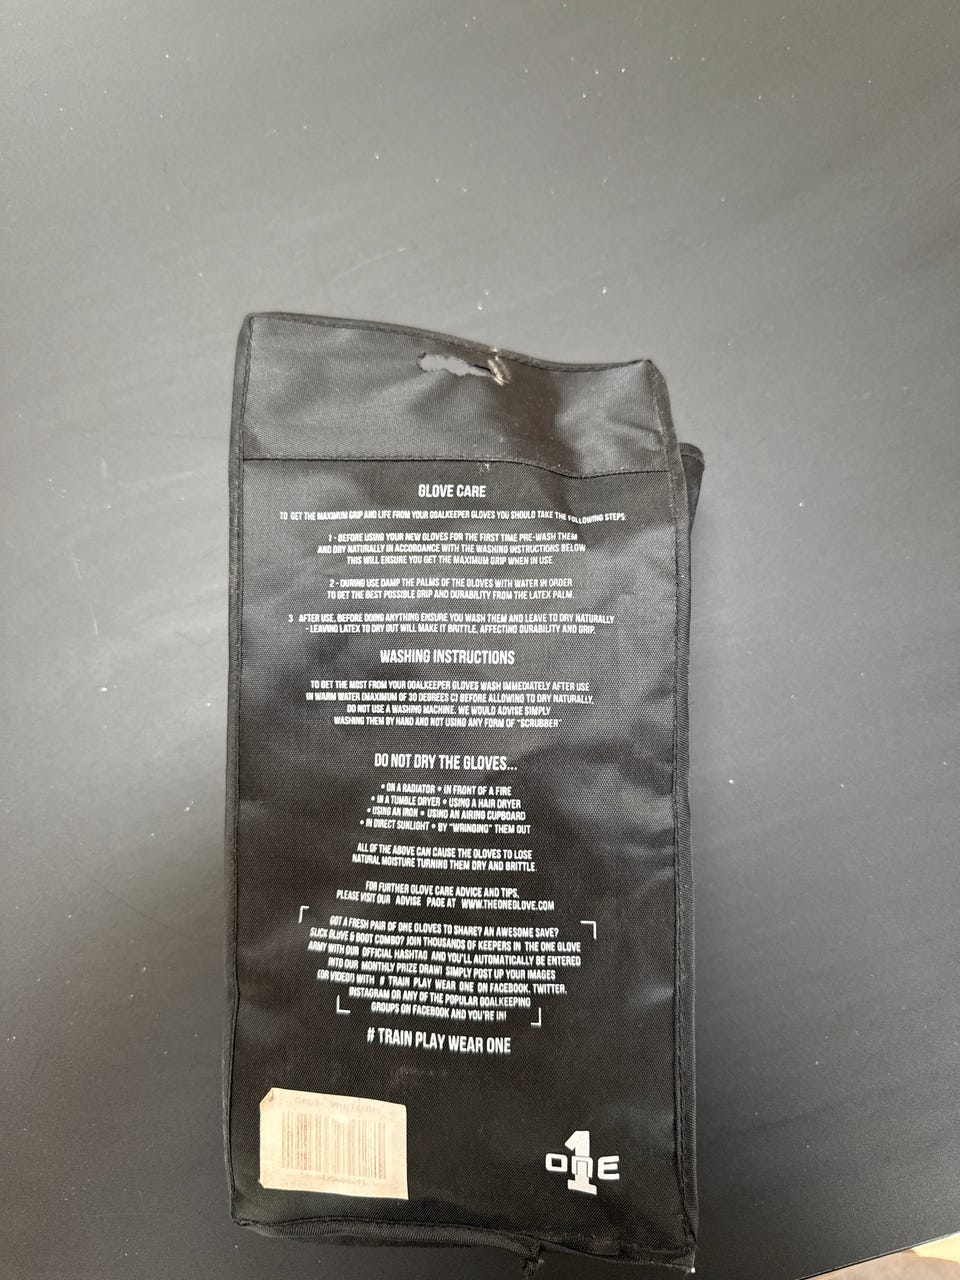 GLOVE CARE
TO GET THE MAXIMUM GRIP AND LIFE FROM YOUR GOALKEEPER GLOVES YOU SHOULD TAKE THE FOLLOWING STEPS:
1 - BEFORE USING YOUR NEW GLOVES FOR THE FIRST TIME PRE-WASH THEM
AND DRY NATURALLY IN ACCORDANCE WITH THE WASHING INSTRUCTIONS BELOW
THIS WILL ENSURE YOU GET THE MAXIMUM GRIP WHEN IN USE.
2 - DURING USE DAMP THE PALMS OF THE GLOVES WITH WATER IN ORDER
TO GET THE BEST POSSIBLE GRIP AND DURABILITY FROM THE LATEX PALM.
3 AFTER USE, BEFORE DOING ANYTHING ENSURE YOU WASH THEM AND LEAVE TO DRY NATURALLY
- LEAVING LATEX TO DRY OUT WILL MAKE IT BRITTLE, AFFECTING DURABILITY AND GRIP.
WASHING INSTRUCTIONS
TO GET THE MOST FROM YOUR GOALKEEPER GLOVES WASH IMMEDIATELY AFTER USE
IN WARM WATER (MAXIMUM OF 30 DEGREES C) BEFORE ALLOWING TO DRY NATURALLY.
DO NOT USE A WASHING MACHINE. WE WOULD ADVISE SIMPLY
WASHING THEM BY HAND AND NOT USING ANY FORM OF "SCRUBBER"
DO NOT DRY THE GLOVES...
• ON A RADIATOR • IN FRONT OF A FIRE
• IN A TUMBLE DRYER • USING A HAIR DRYER
• USING AN IRON • USING AN AIRING CUPBOARD
• IN DIRECT SUNLIGHT • BY "WRINGING" THEM OUT
ALL OF THE ABOVE CAN CAUSE THE GLOVES TO LOSE
NATURAL MOISTURE TURNING THEM DRY AND BRITTLE.
FOR FURTHER GLOVE CARE ADVICE AND TIPS,
PLEASE VISIT OUR ADVISE PAGE AT WWW.THEONEGLOVE.COM
GOT A FRESH PAIR OF ONE GLOVES TO SHARE? AN AWESOME SAVE?
SLICK GLOVE & BOOT COMBO? JOIN THOUSANDS OF KEEPERS IN THE ONE GLOVE
ARMY WITH OUR OFFICIAL HASHTAG AND YOU'LL AUTOMATICALLY BE ENTERED
INTO OUR MONTHLY PRIZE DRAW! SIMPLY POST UP YOUR IMAGES
(OR VIDEO!) WITH # TRAIN PLAY WEAR ONE ON FACEBOOK, TWITTER,
INSTAGRAM OR ANY OF THE POPULAR GOALKEEPING
GROUPS ON FACEBOOK AND YOU'RE IN!
# TRAIN PLAY WEAR ONE
1
ONE